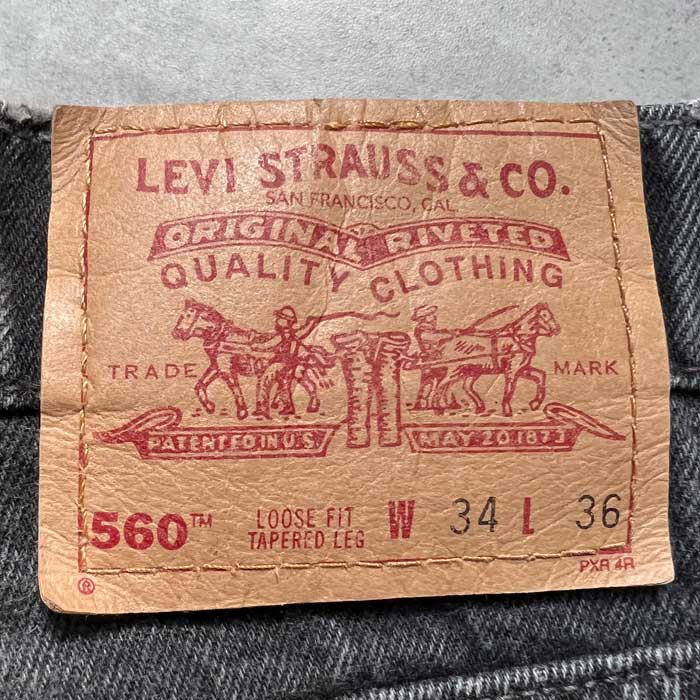 LEVI STRAUSS & CO.
SAN FRANCISCO, CAL
ORIGINAL RIVETED
QUALITY CLOTHING
TRADE MARK
PATENTED IN U.S. MAY 20 1873
560™ LOOSE FIT TAPERED LEG W 34 L 36
® PXR 4R